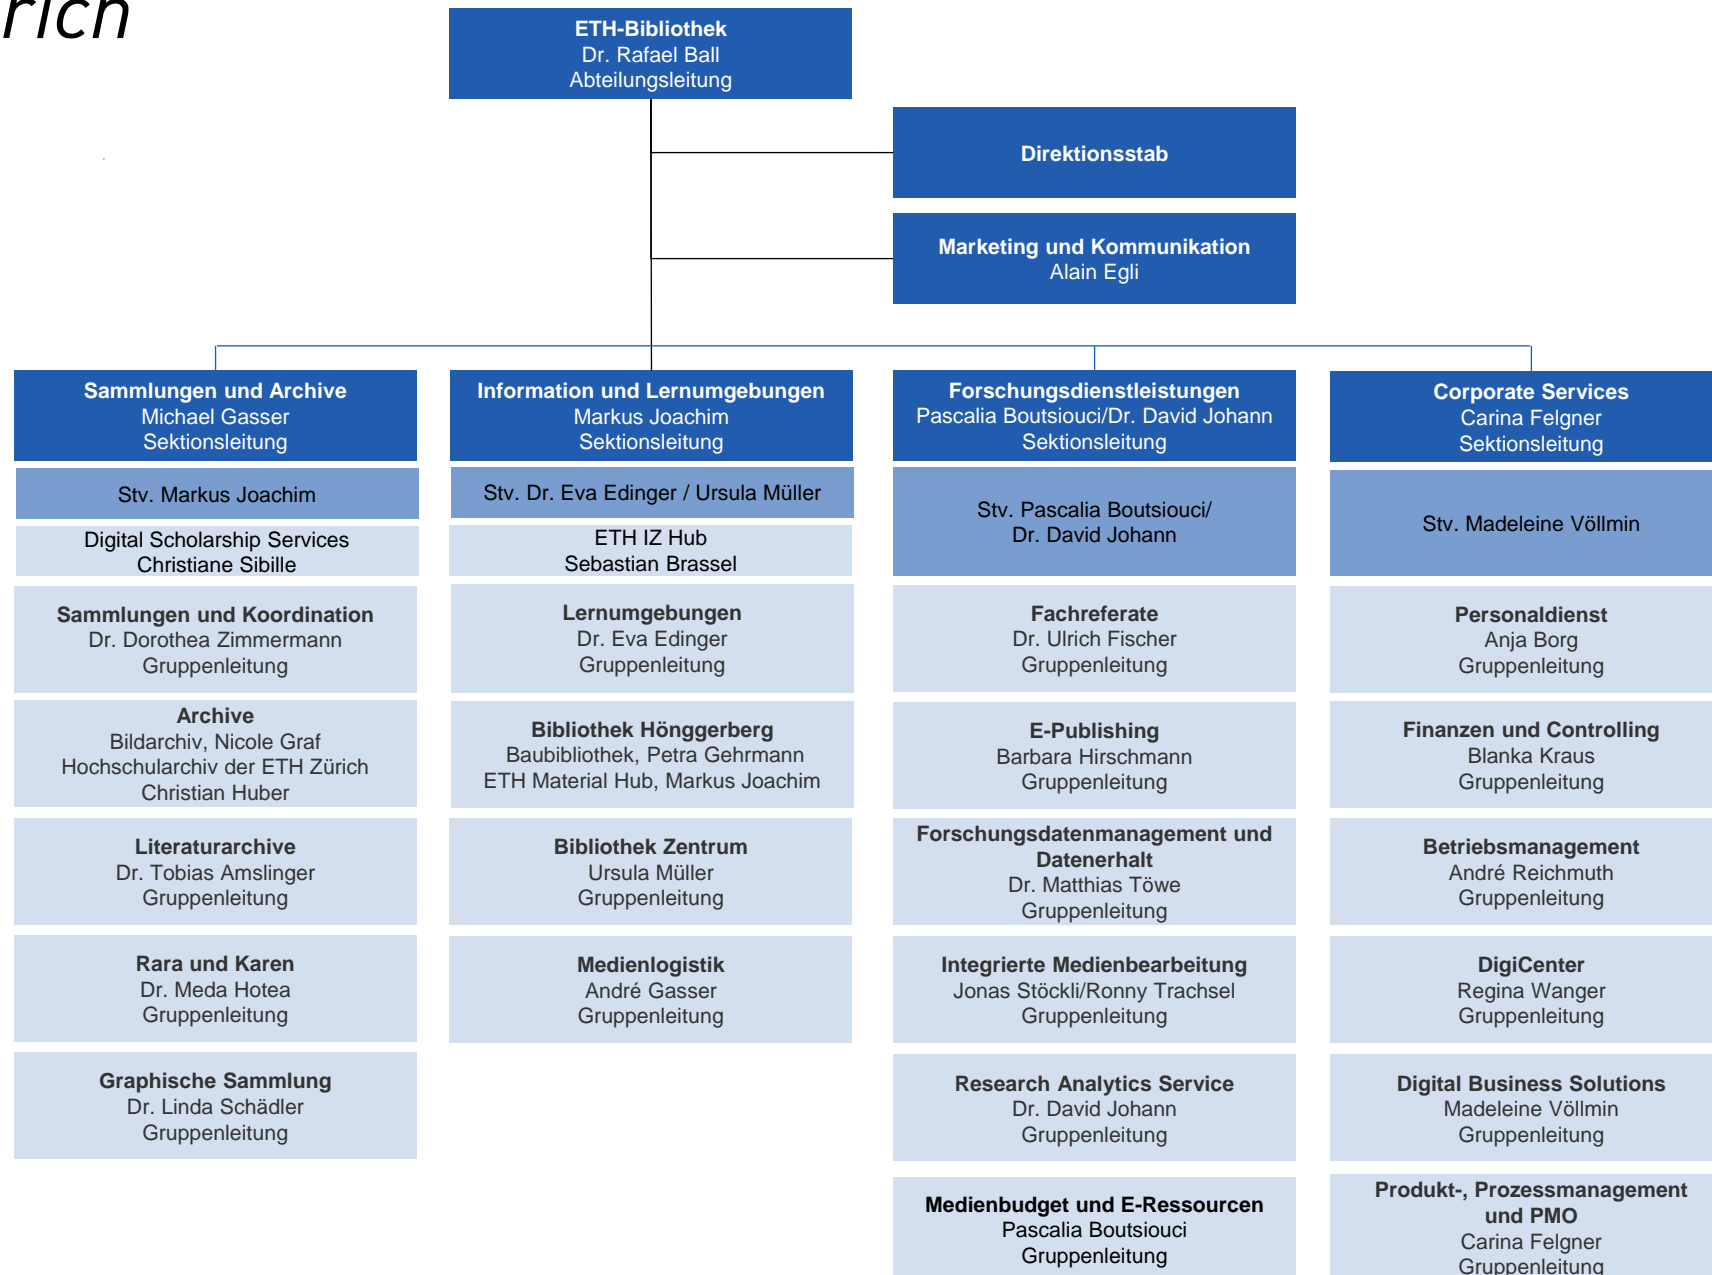 rich
ETH-Bibliothek
Dr. Rafael Ball
Abteilungsleitung
Direktionsstab
Marketing und Kommunikation
Alain Egli
Sammlungen und Archive
Michael Gasser
Sektionsleitung
Stv. Markus Joachim
Digital Scholarship Services
Christiane Sibille
Sammlungen und Koordination
Dr. Dorothea Zimmermann
Gruppenleitung
Archive
Bildarchiv, Nicole Graf
Hochschularchiv der ETH Zürich
Christian Huber
Literaturarchive
Dr. Tobias Amslinger
Gruppenleitung
Rara und Karen
Dr. Meda Hotea
Gruppenleitung
Graphische Sammlung
Dr. Linda Schädler
Gruppenleitung
Information und Lernumgebungen
Markus Joachim
Sektionsleitung
Stv. Dr. Eva Edinger / Ursula Müller
ETH IZ Hub
Sebastian Brassel
Lernumgebungen
Dr. Eva Edinger
Gruppenleitung
Bibliothek Hönggerberg
Baubibliothek, Petra Gehrmann
ETH Material Hub, Markus Joachim
Bibliothek Zentrum
Ursula Müller
Gruppenleitung
Medienlogistik
André Gasser
Gruppenleitung
Forschungsdienstleistungen
Pascalia Boutsiouci/Dr. David Johann
Sektionsleitung
Stv. Pascalia Boutsiouci/
Dr. David Johann
Fachreferate
Dr. Ulrich Fischer
Gruppenleitung
E-Publishing
Barbara Hirschmann
Gruppenleitung
Forschungsdatenmanagement und
Datenerhalt
Dr. Matthias Töwe
Gruppenleitung
Integrierte Medienbearbeitung
Jonas Stöckli/Ronny Trachsel
Gruppenleitung
Research Analytics Service
Dr. David Johann
Gruppenleitung
Medienbudget und E-Ressourcen
Pascalia Boutsiouci
Gruppenleitung
Corporate Services
Carina Felgner
Sektionsleitung
Stv. Madeleine Völlmin
Personaldienst
Anja Borg
Gruppenleitung
Finanzen und Controlling
Blanka Kraus
Gruppenleitung
Betriebsmanagement
André Reichmuth
Gruppenleitung
DigiCenter
Regina Wanger
Gruppenleitung
Digital Business Solutions
Madeleine Völlmin
Gruppenleitung
Produkt-, Prozessmanagement
und PMO
Carina Felgner
Gruppenleitung